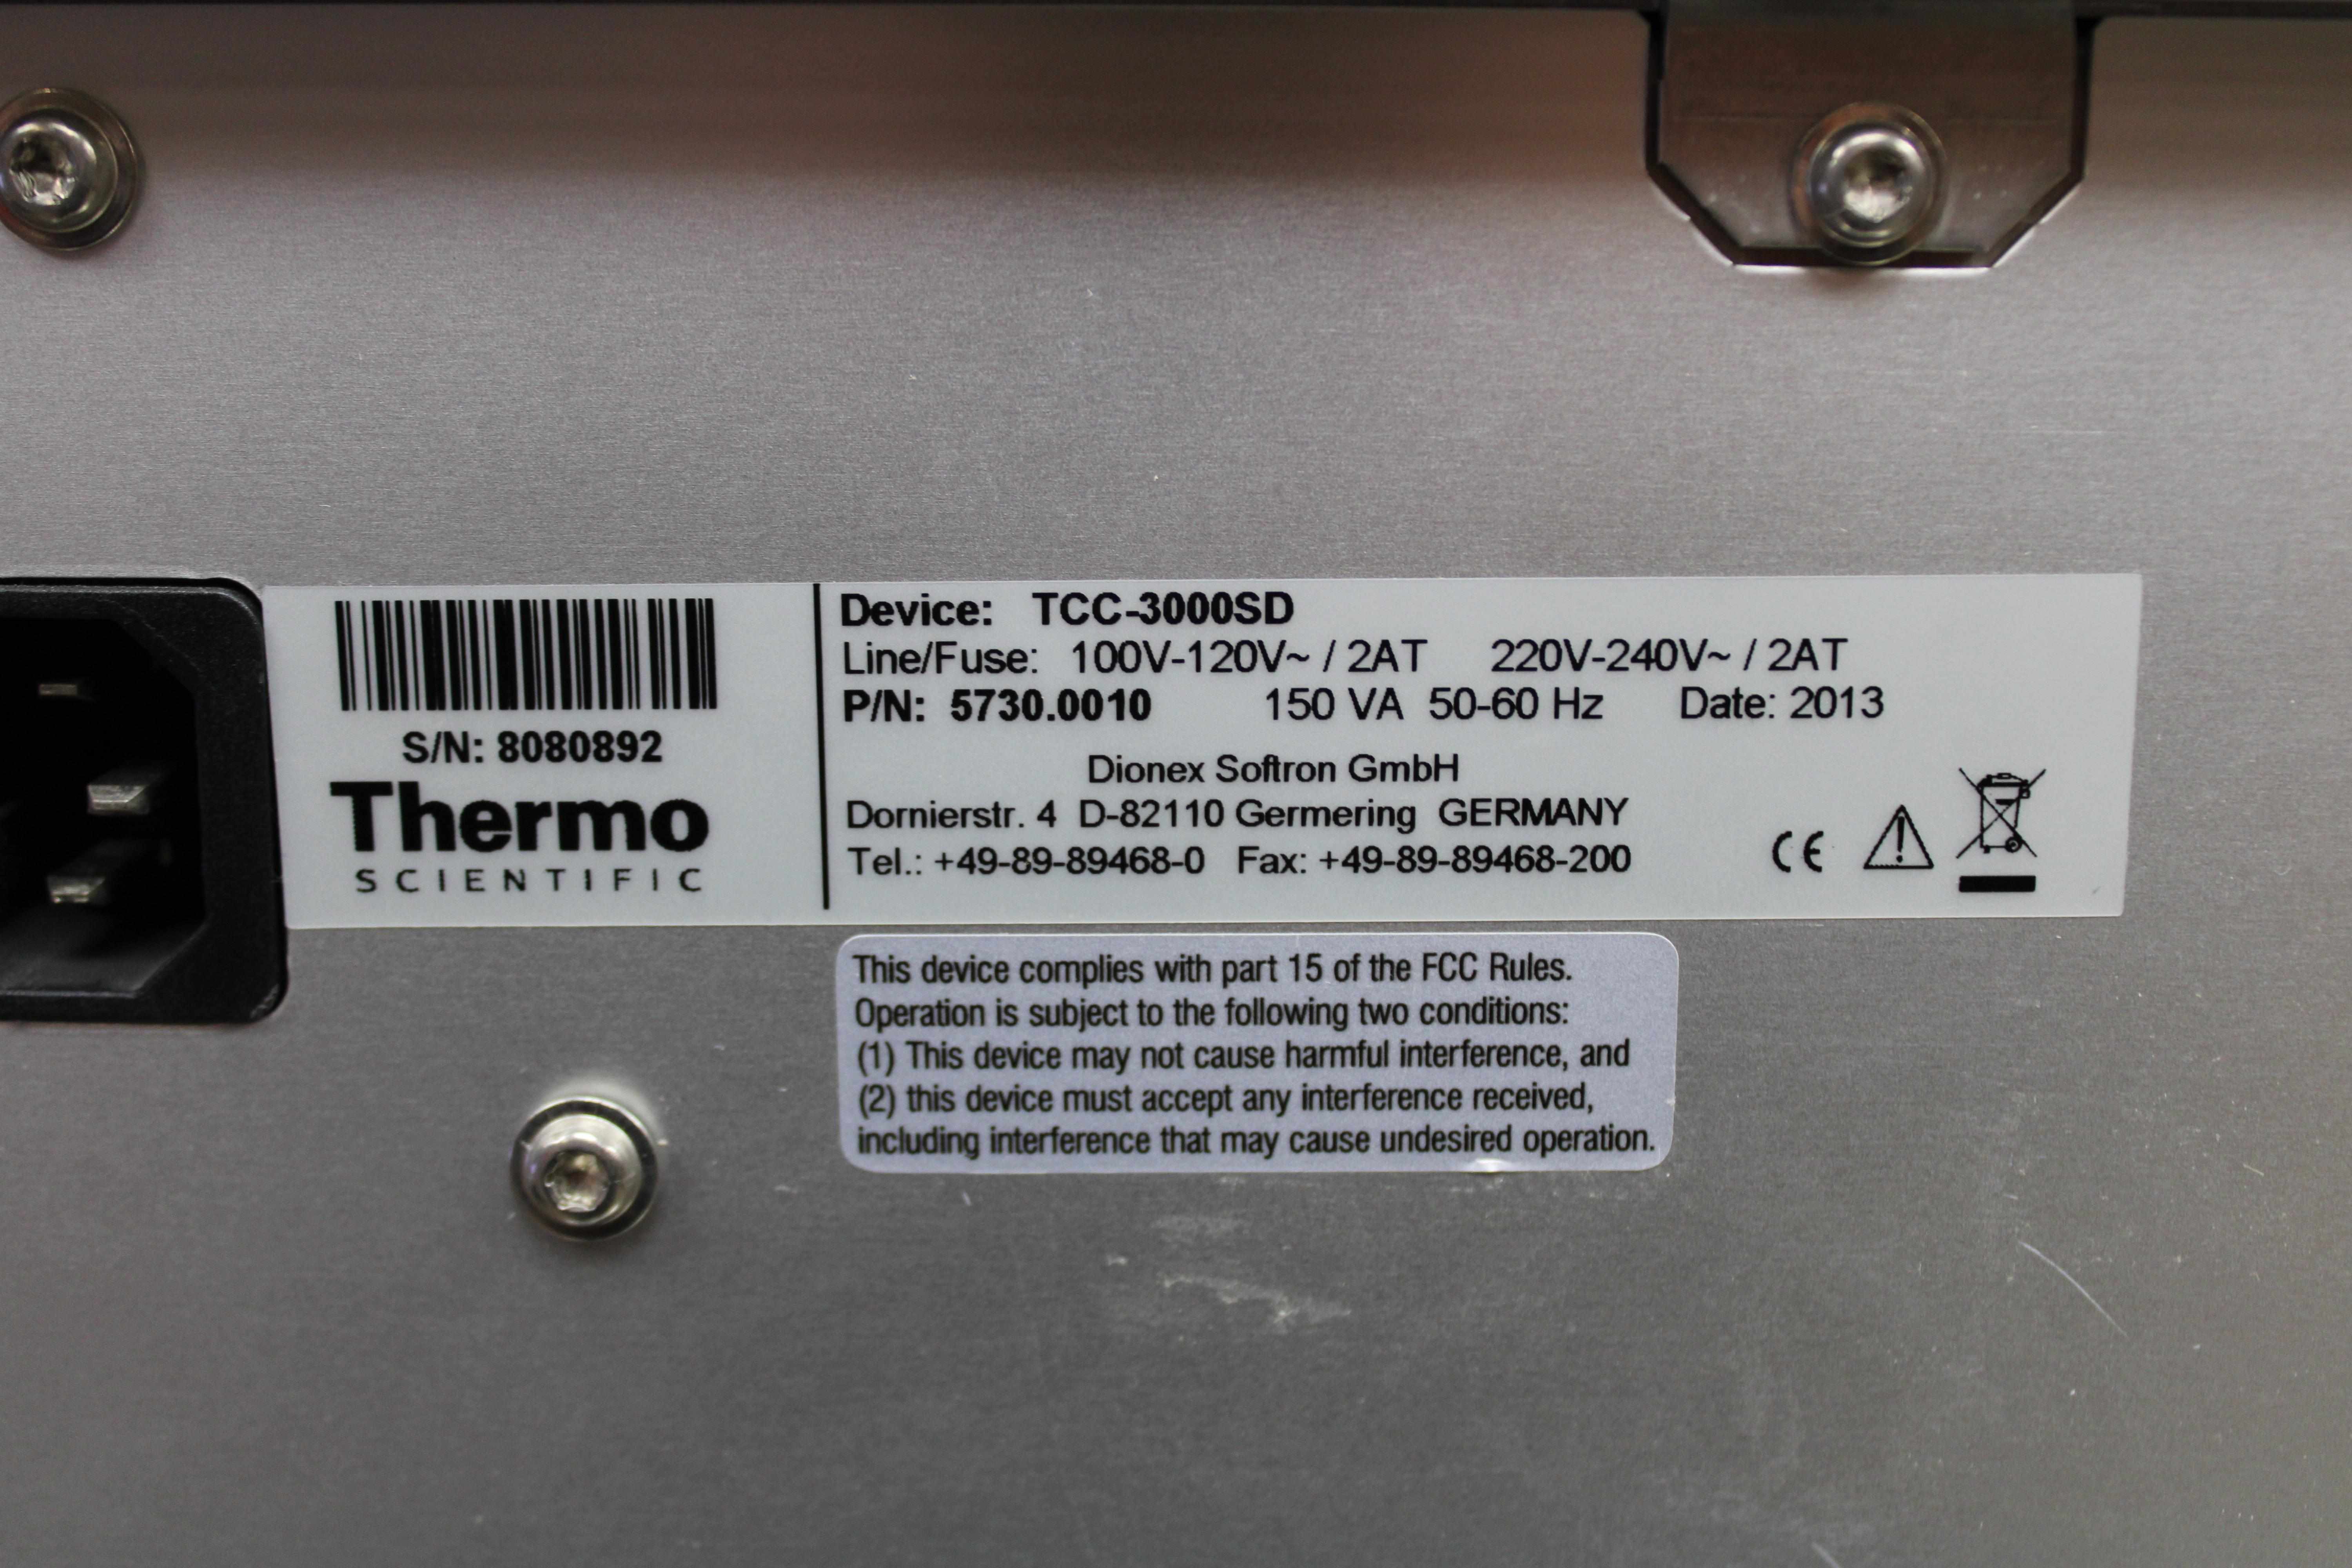 S/N: 8080892
Thermo
SCIENTIFIC
Device: TCC-3000SD
Line/Fuse: 100V-120V~ / 2AT 220V-240V~ / 2AT
P/N: 5730.0010 150 VA 50-60 Hz Date: 2013
Dionex Softron GmbH
Dornierstr. 4 D-82110 Germering GERMANY
Tel.: +49-89-89468-0 Fax: +49-89-89468-200
CE
This device complies with part 15 of the FCC Rules.
Operation is subject to the following two conditions:
(1) This device may not cause harmful interference, and
(2) this device must accept any interference received,
including interference that may cause undesired operation.